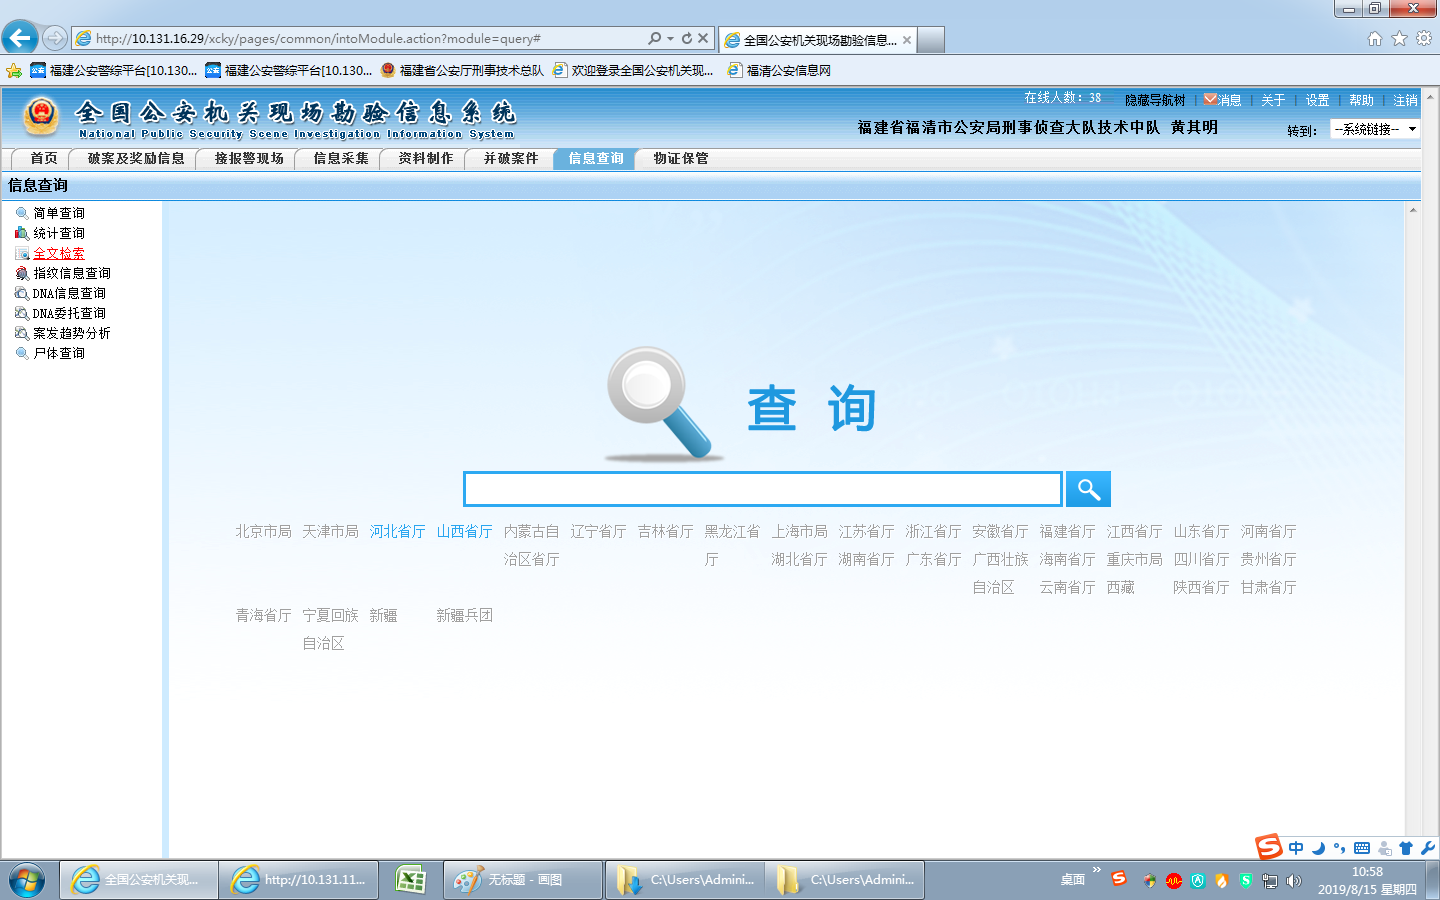 http://10.131.16.29/xcky/pages/common/intoModule.action?module=query#
全国公安机关现场勘验信息...
福建公安警综平台[10.130...
福建公安警综平台[10.130...
福建省公安厅刑事技术总队
欢迎登录全国公安机关现...
福清公安信息网
全国公安机关现场勘验信息系统
National Public Security Scene Investigation Information System
在线人数：38
隐藏导航树
消息
关于
设置
帮助
注销
福建省福清市公安局刑事侦查大队技术中队 黄其明
转到：
--系统链接--
首页
破案及奖励信息
接报警现场
信息采集
资料制作
并破案件
信息查询
物证保管
信息查询
简单查询
统计查询
全文检索
指纹信息查询
DNA信息查询
DNA委托查询
案发趋势分析
尸体查询
查询
北京市局 天津市局 河北省厅 山西省厅 内蒙古自 辽宁省厅 吉林省厅 黑龙江省 上海市局 江苏省厅 浙江省厅 安徽省厅 福建省厅 江西省厅 山东省厅 河南省厅
治区省厅 厅 湖北省厅 湖南省厅 广东省厅 广西壮族 海南省厅 重庆市局 四川省厅 贵州省厅
自治区 云南省厅 西藏 陕西省厅 甘肃省厅
青海省厅 宁夏回族 新疆 新疆兵团
自治区
中
全国公安机关现...
http://10.131.11...
无标题 - 画图
C:\Users\Admini...
C:\Users\Admini...
桌面
10:58
2019/8/15 星期四